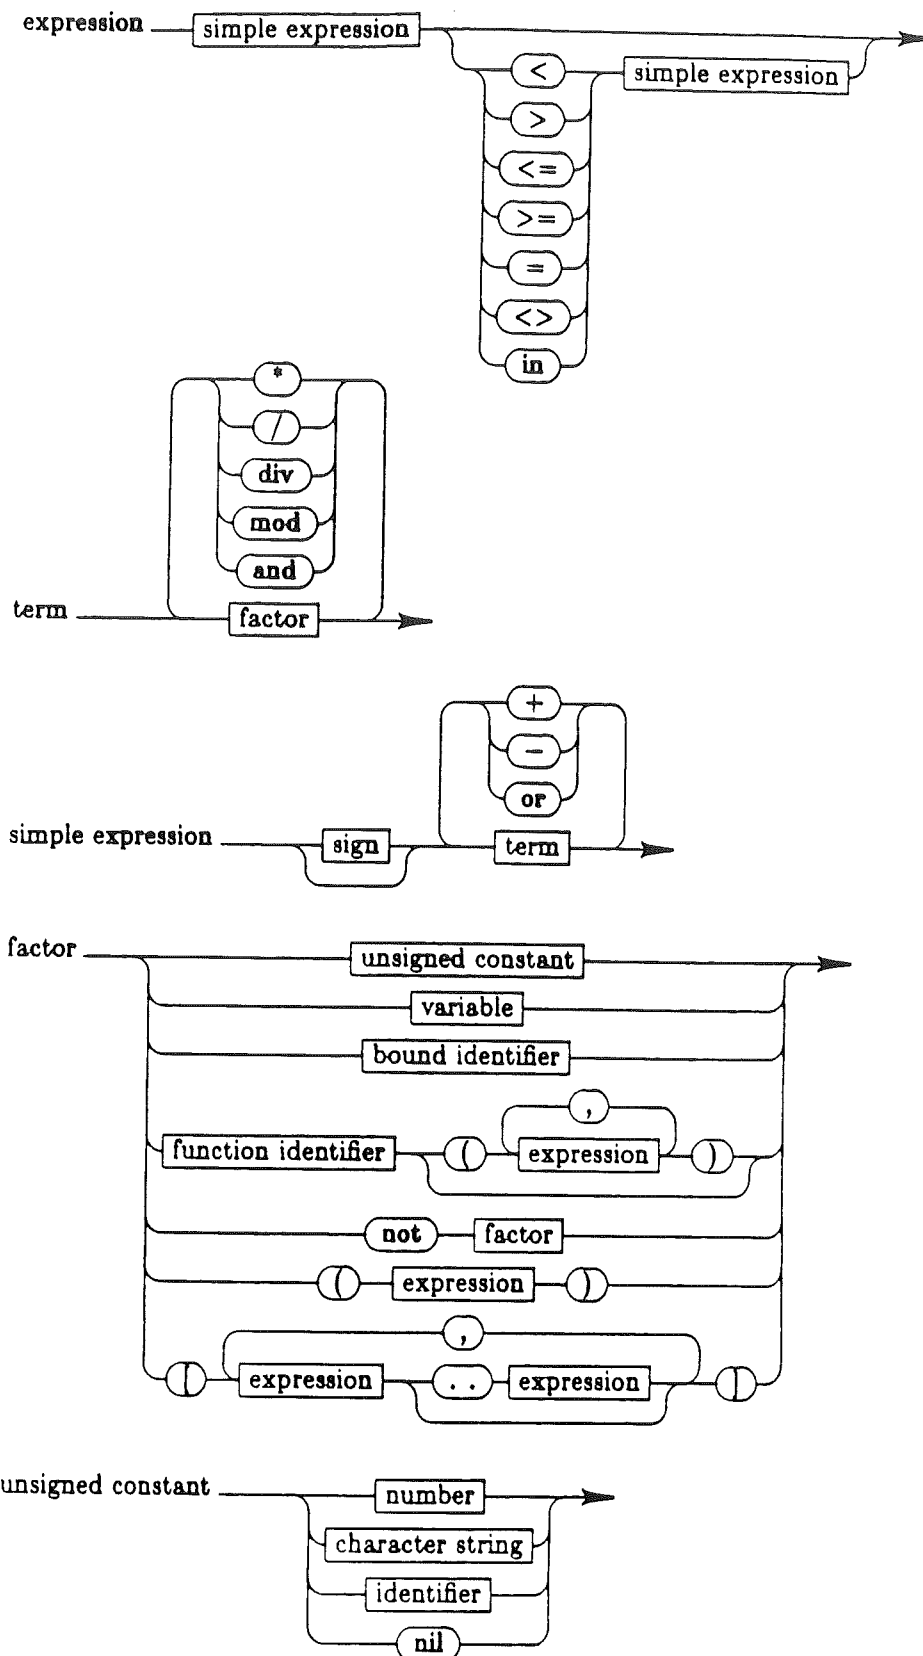 expression simple expression
< simple expression
>
<=
>=
=
<>
in
*
/
div
mod
and
term factor
+
-
or
simple expression sign term
factor unsigned constant
variable
bound identifier
,
function identifier ( expression )
not factor
( expression )
,
[ expression .. expression ]
unsigned constant number
character string
identifier
nil